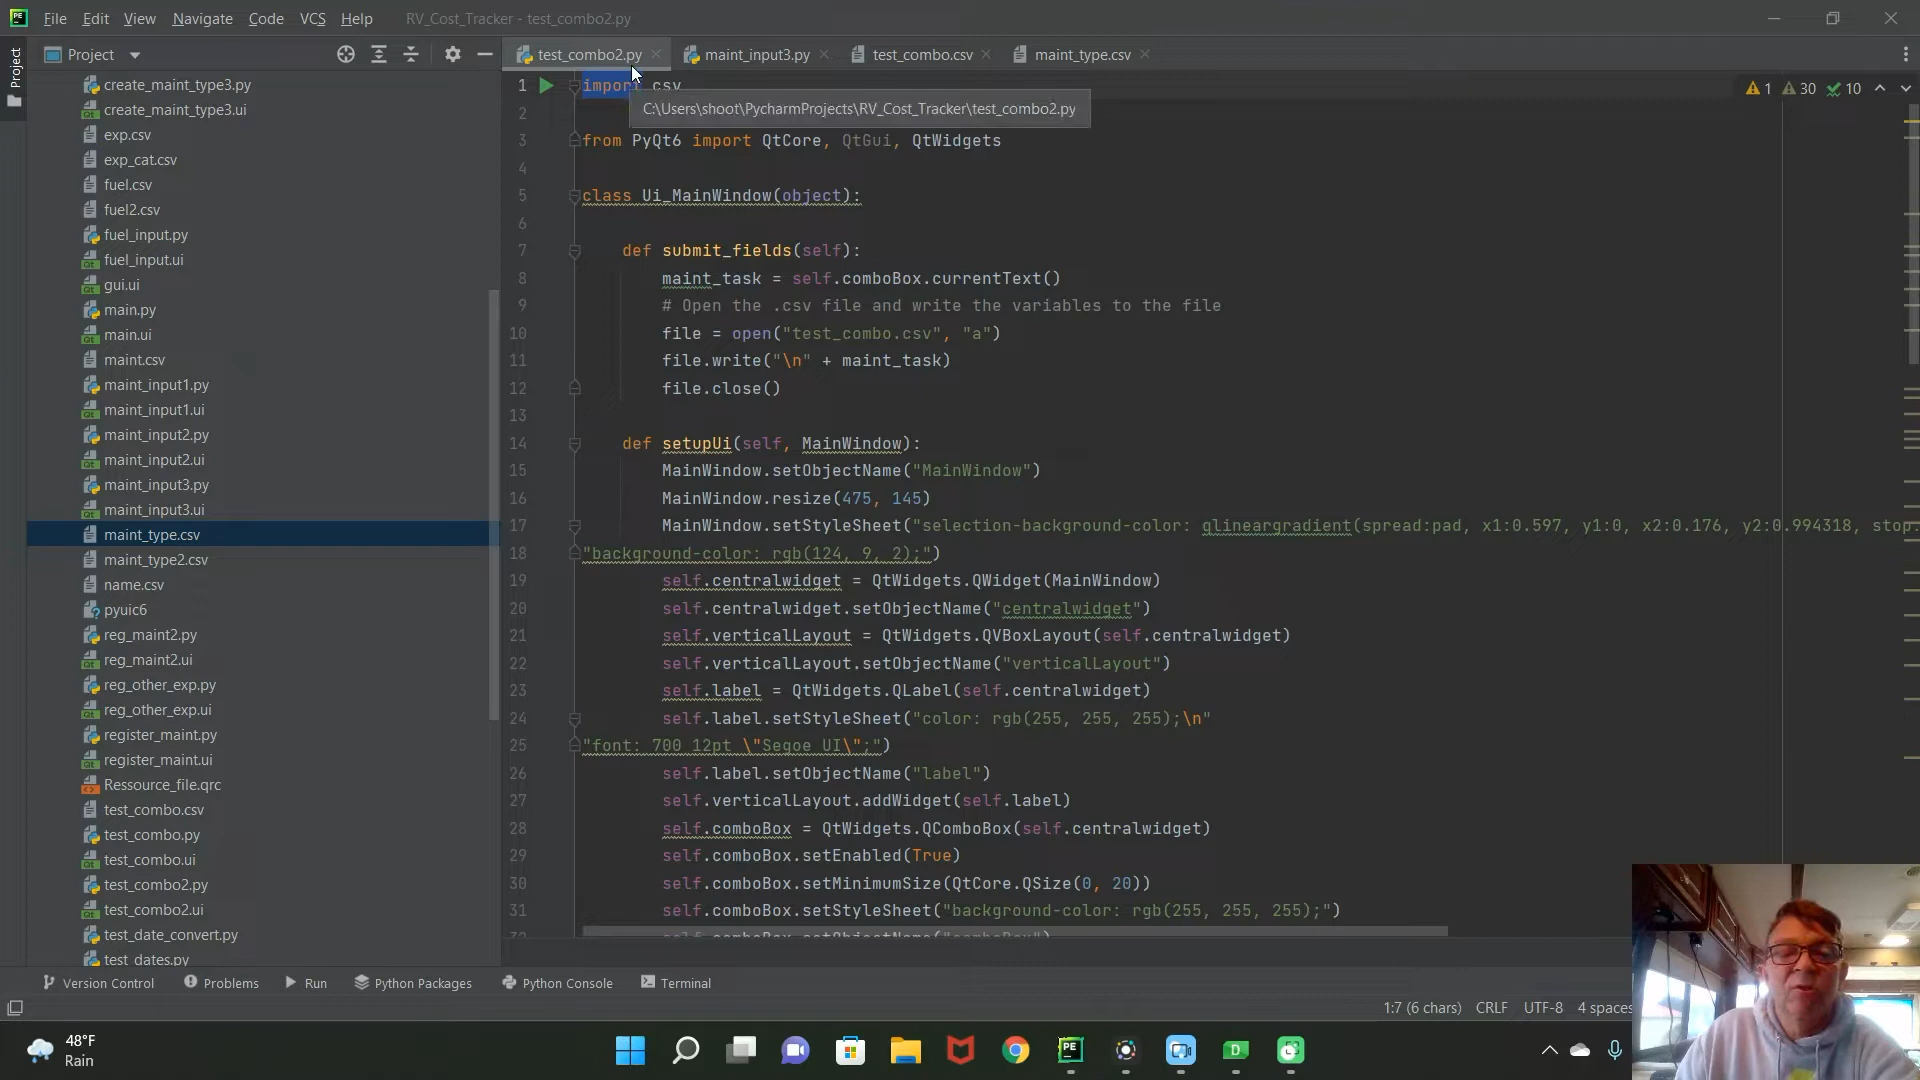 File Edit View Navigate Code VCS Help RV_Cost_Tracker - test_combo2.py
Project
Project
create_maint_type3.py
create_maint_type3.ui
exp.csv
exp_cat.csv
fuel.csv
fuel2.csv
fuel_input.py
fuel_input.ui
gui.ui
main.py
main.ui
maint.csv
maint_input1.py
maint_input1.ui
maint_input2.py
maint_input2.ui
maint_input3.py
maint_input3.ui
maint_type.csv
maint_type2.csv
name.csv
pyuic6
reg_maint2.py
reg_maint2.ui
reg_other_exp.py
reg_other_exp.ui
register_maint.py
register_maint.ui
Ressource_file.qrc
test_combo.csv
test_combo.py
test_combo.ui
test_combo2.py
test_combo2.ui
test_date_convert.py
test_dates.py
test_combo2.py maint_input3.py test_combo.csv maint_type.csv
1 30 10
C:\Users\shoot\PycharmProjects\RV_Cost_Tracker\test_combo2.py
1 import csv
2
3 from PyQt6 import QtCore, QtGui, QtWidgets
4
5 class Ui_MainWindow(object):
6
7 def submit_fields(self):
8 maint_task = self.comboBox.currentText()
9 # Open the .csv file and write the variables to the file
10 file = open("test_combo.csv", "a")
11 file.write("\n" + maint_task)
12 file.close()
13
14 def setupUi(self, MainWindow):
15 MainWindow.setObjectName("MainWindow")
16 MainWindow.resize(475, 145)
17 MainWindow.setStyleSheet("selection-background-color: qlineargradient(spread:pad, x1:0.597, y1:0, x2:0.176, y2:0.994318, stop:
18 "background-color: rgb(124, 9, 2);")
19 self.centralwidget = QtWidgets.QWidget(MainWindow)
20 self.centralwidget.setObjectName("centralwidget")
21 self.verticalLayout = QtWidgets.QVBoxLayout(self.centralwidget)
22 self.verticalLayout.setObjectName("verticalLayout")
23 self.label = QtWidgets.QLabel(self.centralwidget)
24 self.label.setStyleSheet("color: rgb(255, 255, 255);\n"
25 "font: 700 12pt \"Segoe UI\";")
26 self.label.setObjectName("label")
27 self.verticalLayout.addWidget(self.label)
28 self.comboBox = QtWidgets.QComboBox(self.centralwidget)
29 self.comboBox.setEnabled(True)
30 self.comboBox.setMinimumSize(QtCore.QSize(0, 20))
31 self.comboBox.setStyleSheet("background-color: rgb(255, 255, 255);")
32 self.comboBox.setObjectName("comboBox")
Version Control Problems Run Python Packages Python Console Terminal
1:7 (6 chars) CRLF UTF-8 4 spaces
48°F
Rain